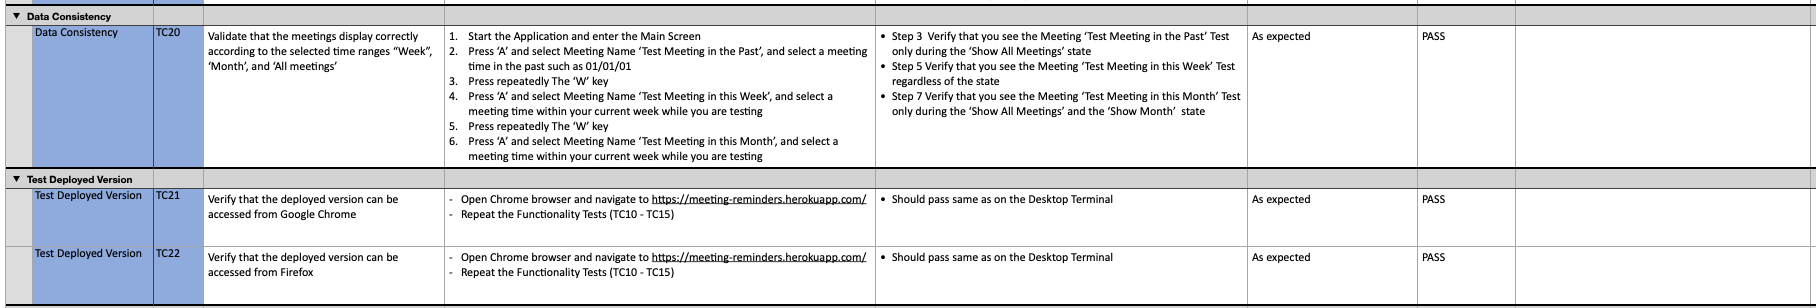 ▼ Data Consistency
Data Consistency
TC20
Validate that the meetings display correctly
according to the selected time ranges “Week”,
‘Month’, and ‘All meetings’
1. Start the Application and enter the Main Screen
2. Press ‘A’ and select Meeting Name ‘Test Meeting in the Past’, and select a meeting
time in the past such as 01/01/01
3. Press repeatedly The ‘W’ key
4. Press ‘A’ and select Meeting Name ‘Test Meeting in this Week’, and select a
meeting time within your current week while you are testing
5. Press repeatedly The ‘W’ key
6. Press ‘A’ and select Meeting Name ‘Test Meeting in this Month’, and select a
meeting time within your current week while you are testing
• Step 3 Verify that you see the Meeting ‘Test Meeting in the Past’ Test
only during the ‘Show All Meetings’ state
• Step 5 Verify that you see the Meeting ‘Test Meeting in this Week’ Test
regardless of the state
• Step 7 Verify that you see the Meeting ‘Test Meeting in this Month’ Test
only during the ‘Show All Meetings’ and the ‘Show Month’ state
As expected
PASS
▼ Test Deployed Version
Test Deployed Version
TC21
Verify that the deployed version can be
accessed from Google Chrome
- Open Chrome browser and navigate to https://meeting-reminders.herokuapp.com/
- Repeat the Functionality Tests (TC10 - TC15)
• Should pass same as on the Desktop Terminal
As expected
PASS
Test Deployed Version
TC22
Verify that the deployed version can be
accessed from Firefox
- Open Chrome browser and navigate to https://meeting-reminders.herokuapp.com/
- Repeat the Functionality Tests (TC10 - TC15)
• Should pass same as on the Desktop Terminal
As expected
PASS